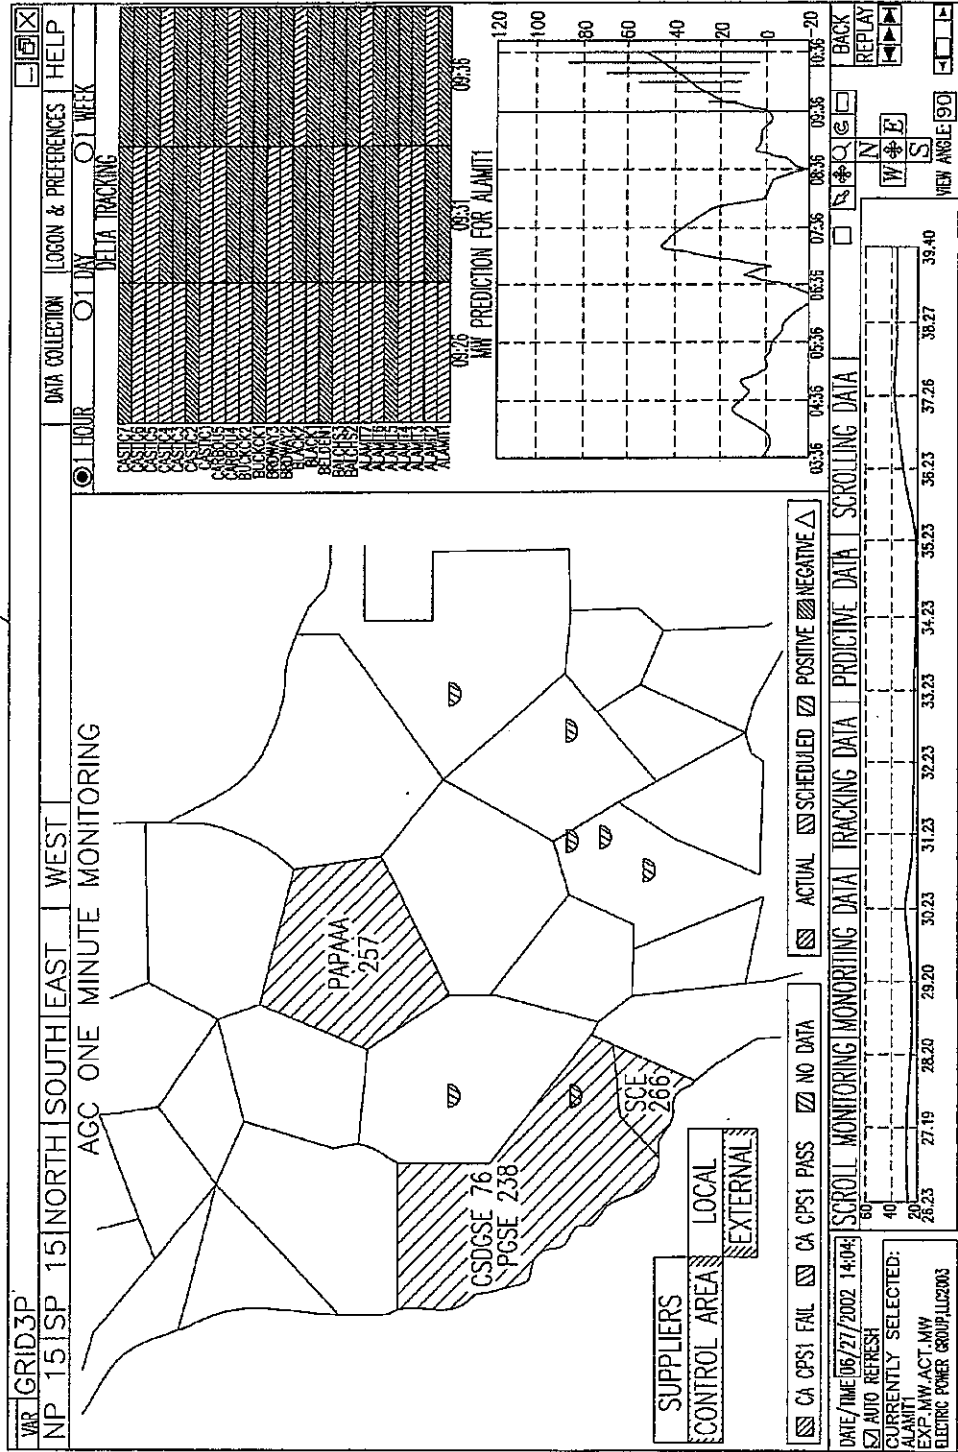 VAR GRID3P
NP 15 SP 15 NORTH SOUTH EAST WEST
DATA COLLECTION LOGON & PREFERENCES HELP
AGC ONE MINUTE MONITORING
1 HOUR 1 DAY 1 WEEK
DELTA TRACKING
CASTIC7
CASTIC6
CASTIC5
CASTIC4
CASTIC3
CASTIC2
CASTIC1
CARBOU5
CARBOU4
BUCKCK2
BUCKCK1
BROWAY3
BROWAY2
BLACK2
BLACK1
BELDEN1
BALCHS3
BALCHS2
ALAMIT7
ALAMIT5
ALAMIT4
ALAMIT3
ALAMIT2
ALAMIT1
09:26 09:31 09:36
MW PREDICTION FOR ALAMIT1
120
100
80
60
40
20
0
-20
03:36 04:36 05:36 06:36 07:36 08:36 09:36 10:36
PAPAAA
257
CSDGSE 76
PGSE 238
SCE
266
SUPPLIERS
CONTROL AREA LOCAL
EXTERNAL
CA CPS1 FAIL CA CPS1 PASS NO DATA
ACTUAL SCHEDULED POSITIVE NEGATIVE
DATE/TIME 06/27/2002 14:04:
AUTO REFRESH
CURRENTLY SELECTED:
ALAMIT1
EXP.MW.ACT.MW
ELECTRIC POWER GROUP,LLC2003
SCROLL MONITORING MONORITING DATA TRACKING DATA PRDICTIVE DATA SCROLLING DATA
60
40
20
26.23 27.19 28.20 29.20 30.23 31.23 32.23 33.23 34.23 35.23 36.23 37.26 38.27 39.40
BACK
REPLAY
N
W E
S
VIEW ANGLE 90